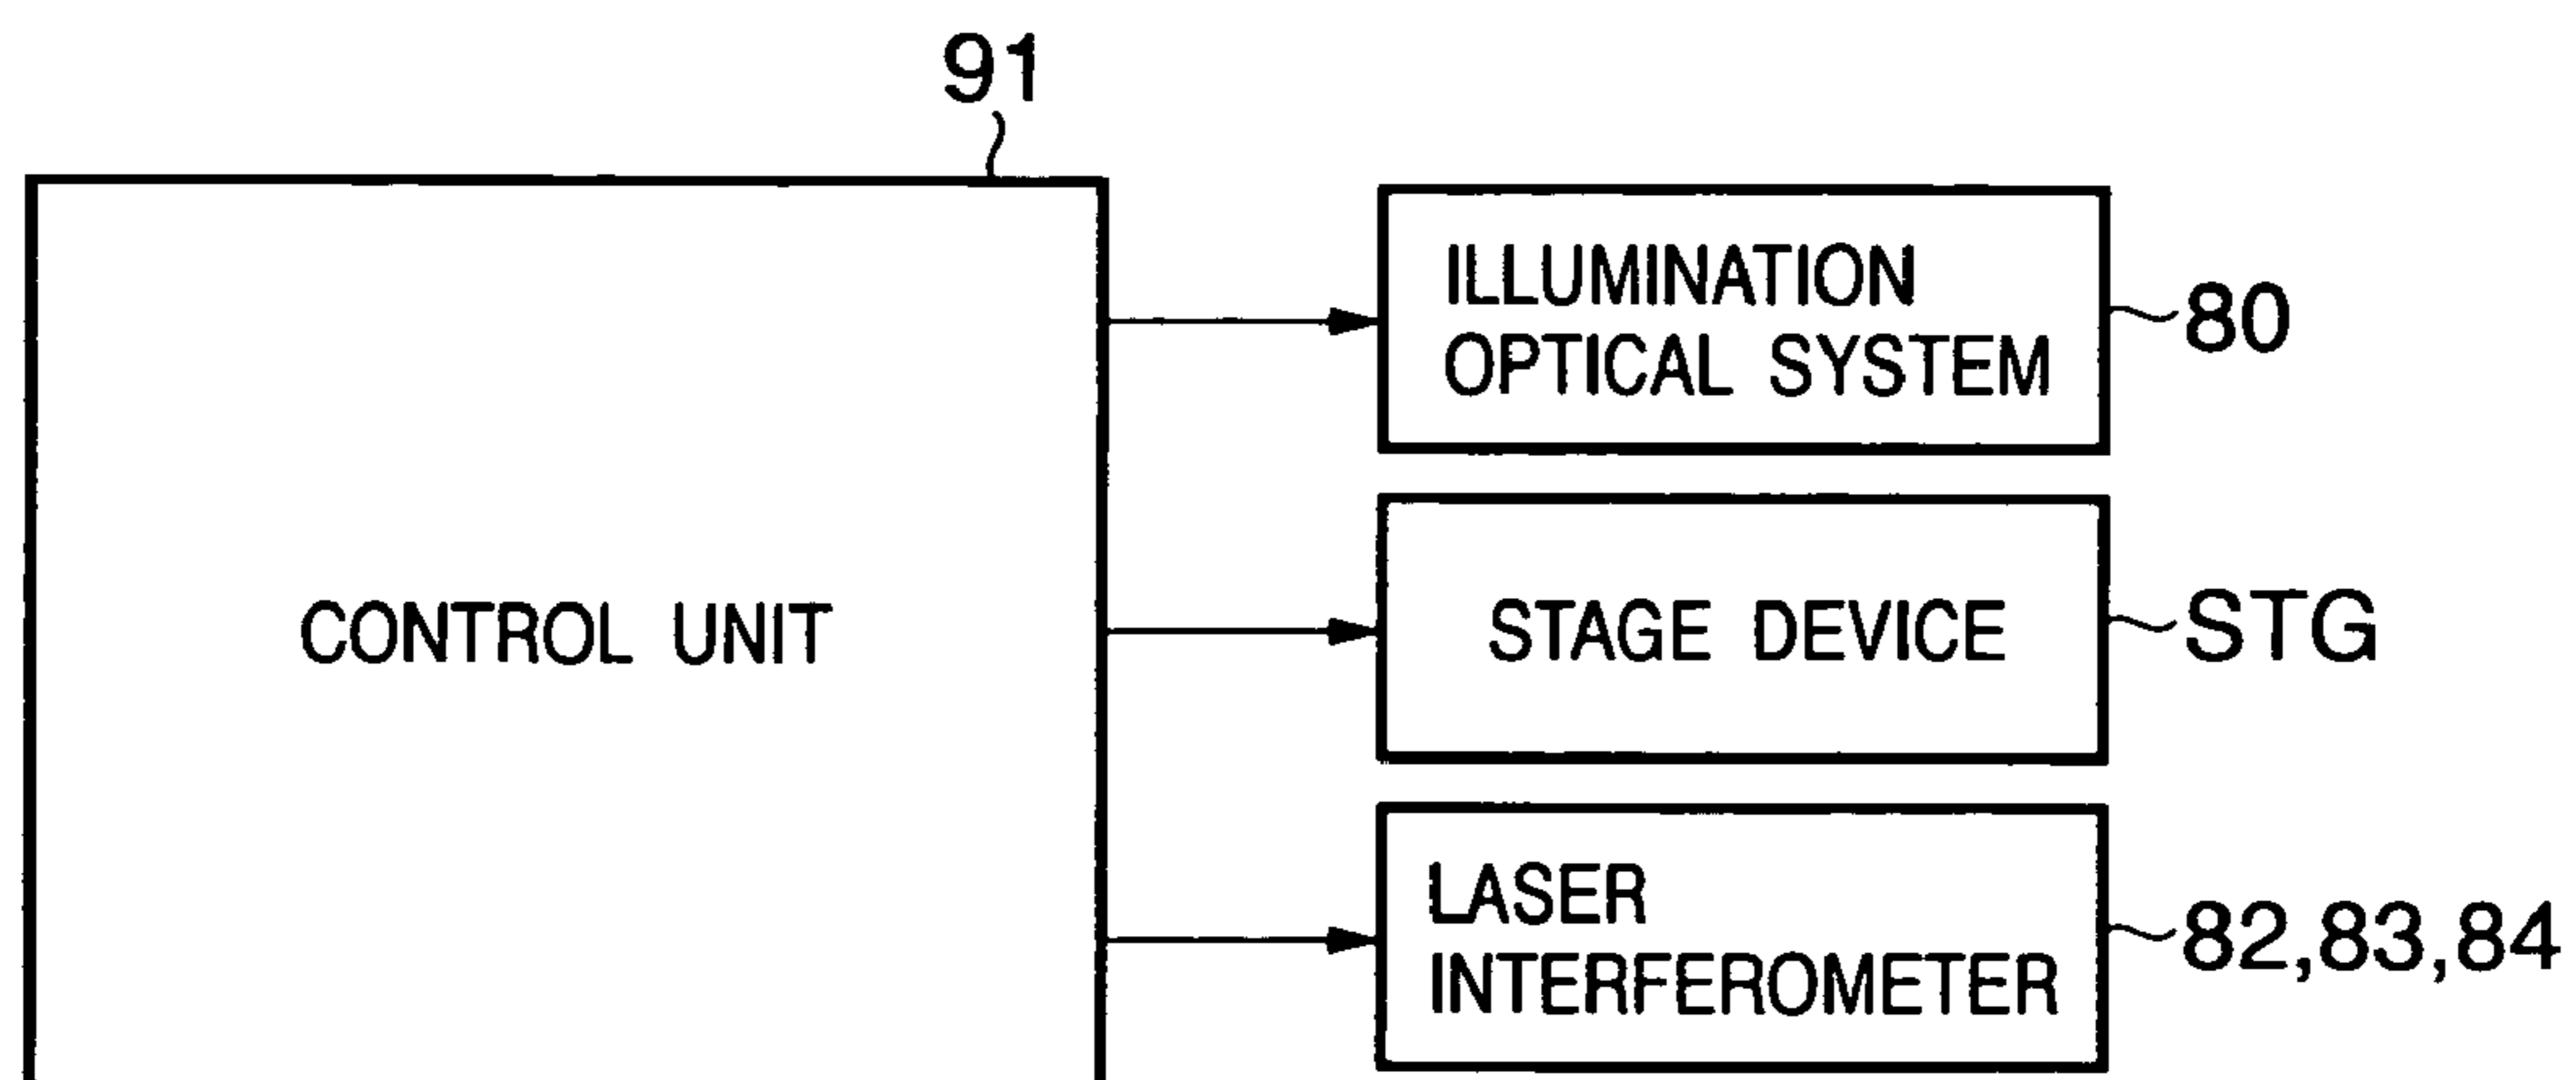 91
ILLUMINATION
OPTICAL SYSTEM
80
CONTROL UNIT
STAGE DEVICE
STG
LASER
INTERFEROMETER
82,83,84